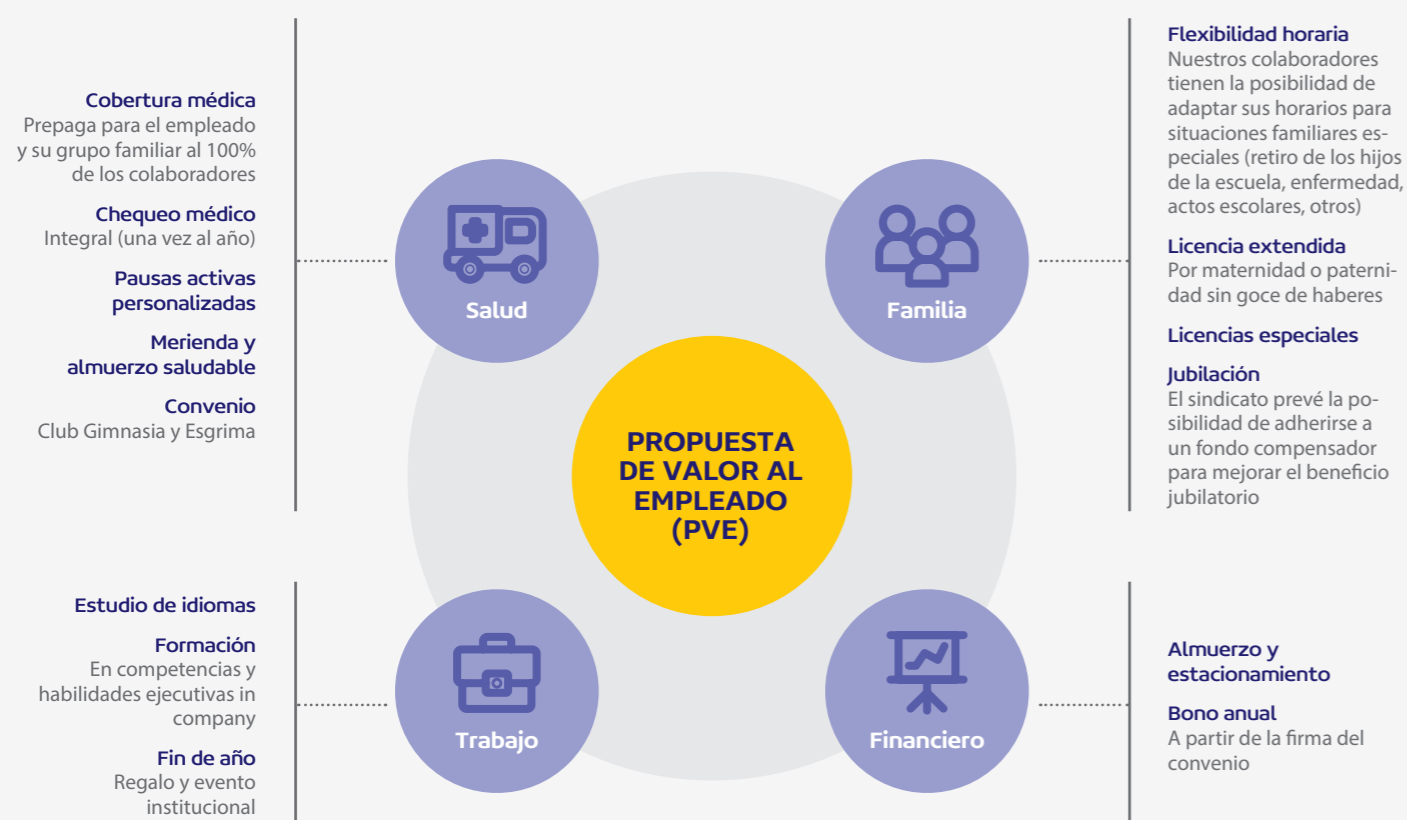 Cobertura médica
Prepaga para el empleado
y su grupo familiar al 100%
de los colaboradores
Chequeo médico
Integral (una vez al año)
Pausas activas
personalizadas
Merienda y
almuerzo saludable
Convenio
Club Gimnasia y Esgrima
Salud
Familia
Flexibilidad horaria
Nuestros colaboradores
tienen la posibilidad de
adaptar sus horarios para
situaciones familiares es-
peciales (retiro de los hijos
de la escuela, enfermedad,
actos escolares, otros)
Licencia extendida
Por maternidad o paterni-
dad sin goce de haberes
Licencias especiales
Jubilación
El sindicato prevé la po-
sibilidad de adherirse a
un fondo compensador
para mejorar el beneficio
jubilatorio
PROPUESTA
DE VALOR AL
EMPLEADO
(PVE)
Estudio de idiomas
Formación
En competencias y
habilidades ejecutivas in
company
Fin de año
Regalo y evento
institucional
Trabajo
Financiero
Almuerzo y
estacionamiento
Bono anual
A partir de la firma del
convenio